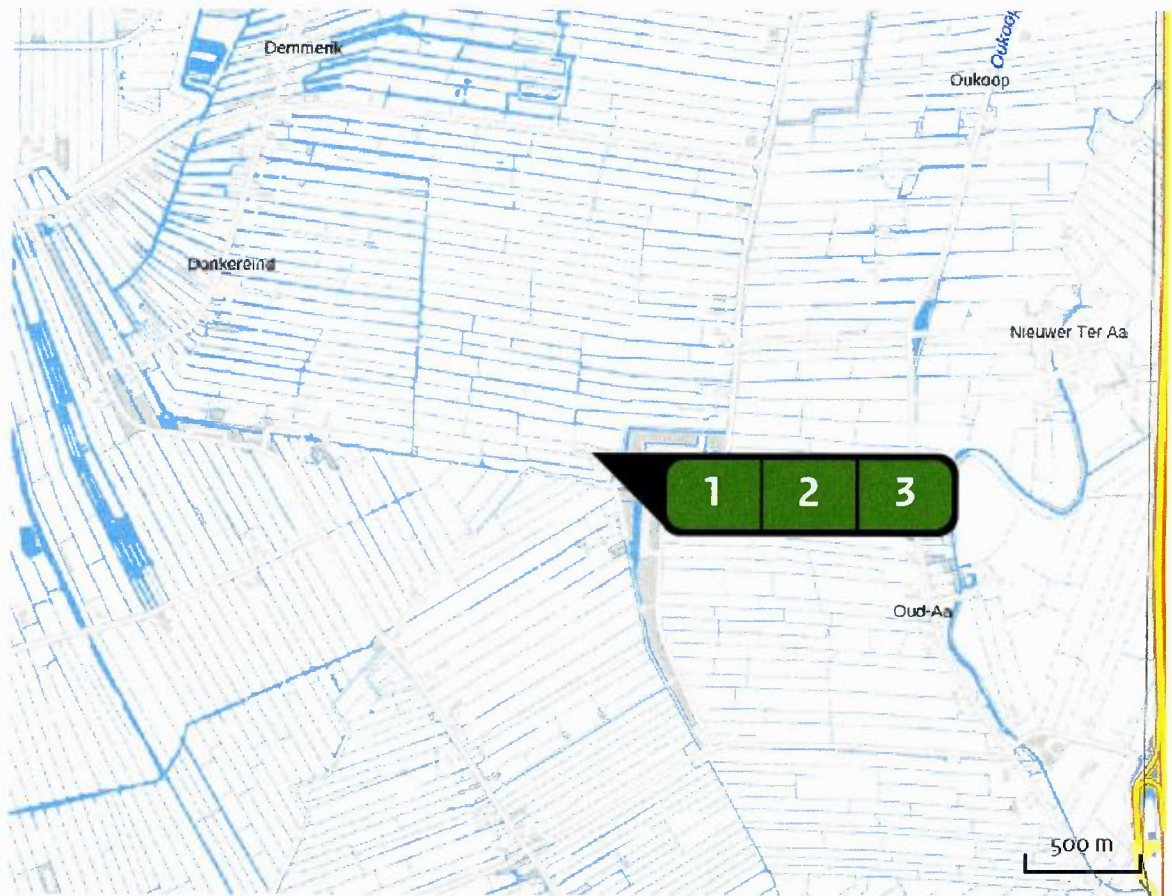 Demmerik
Oukoop
Oukoop
Donkereind
Nieuwer Ter Aa
1 2 3
Oud-Aa
500 m